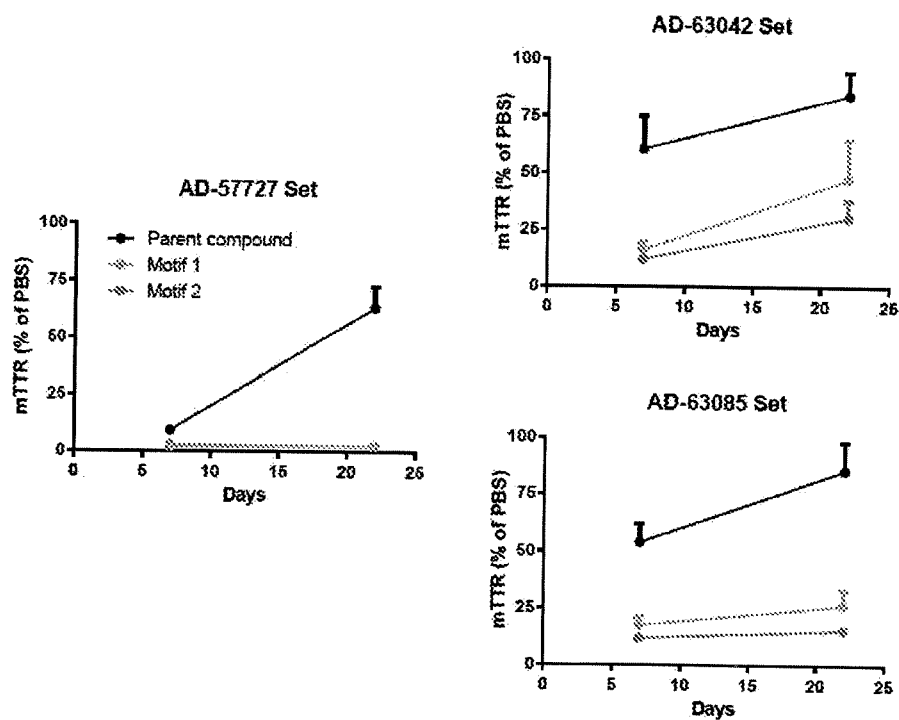 AD-57727 Set
mTTR (% of PBS)
100
75
50
25
0
Parent compound
Motif 1
Motif 2
0 5 10 15 20 25
Days
AD-63042 Set
mTTR (% of PBS)
100
75
50
25
0
0 5 10 15 20 25
Days
AD-63085 Set
mTTR (% of PBS)
100
75
50
25
0
0 5 10 15 20 25
Days